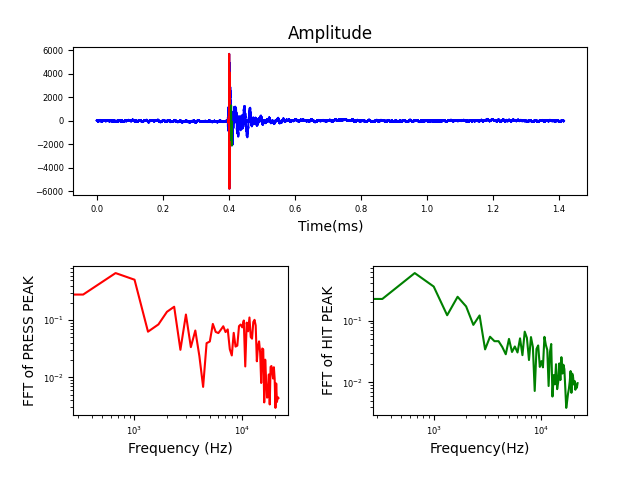 Amplitude
6000
4000
2000
0
−2000
−4000
−6000
0.0 0.2 0.4 0.6 0.8 1.0 1.2 1.4
Time(ms)
FFT of PRESS PEAK
10⁻¹
10⁻²
10³ 10⁴
Frequency (Hz)
FFT of HIT PEAK
10⁻¹
10⁻²
10³ 10⁴
Frequency(Hz)